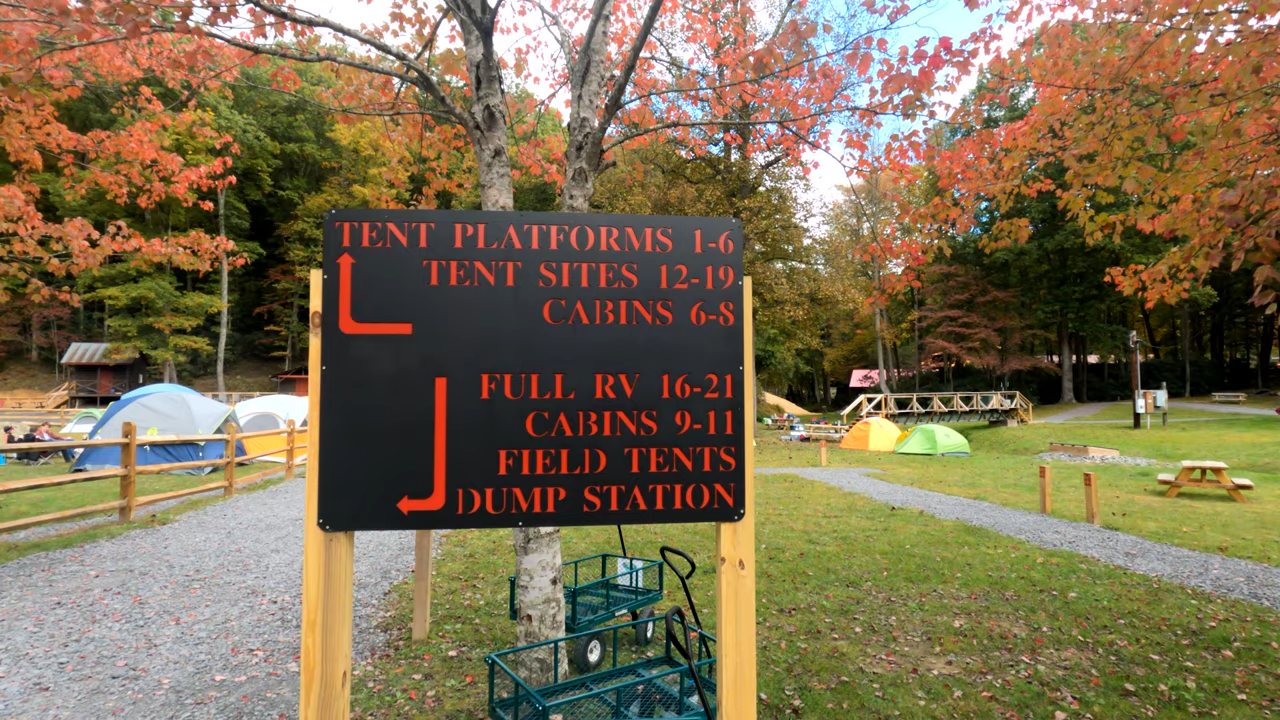 TENT PLATFORMS 1-6
TENT SITES 12-19
CABINS 6-8
FULL RV 16-21
CABINS 9-11
FIELD TENTS
DUMP STATION